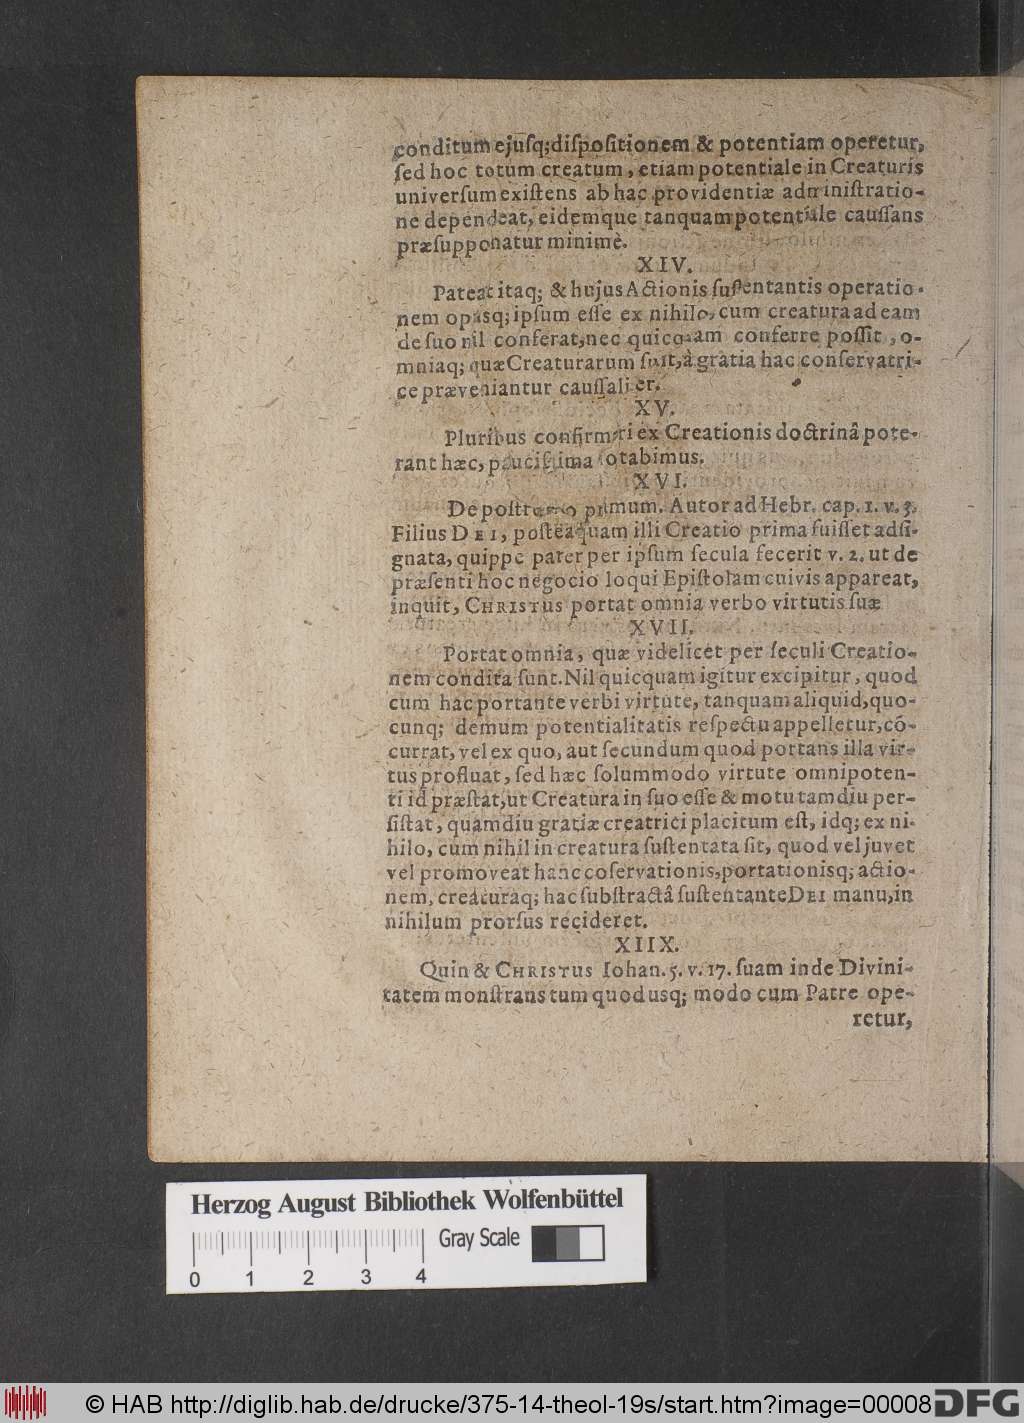 conditum ejuſq; diſpoſitionem & potentiam operetur,
ſed hoc totum creatum, etiam potentiale in Creaturis
univerſum exiſtens ab hac providentiæ adminiſtratio-
ne dependeat, eidemque tanquam potentiale cauſſans
præſupponatur minimè.
XIV.
Pateat itaq; & hujus Actionis ſuſtentantis operatio-
nem opusq; ipſum eſſe ex nihilo, cum creatura ad eam
de ſuo nil conferat, nec quicquam conferre poſſit, o-
mniaq; quæ Creaturarum ſunt, à gratia hac conſervatri-
ce præveniantur cauſſaliter.
XV.
Pluribus confirmari ex Creationis doctrinâ pote-
rant hæc, pauciſſima notabimus.
XVI.
De poſtremo primum. Autor ad Hebr. cap. 1. v. 3.
Filius DEI, poſteaquam illi Creatio prima fuiſſet adſi-
gnata, quippe pater per ipſum ſecula fecerit v. 2. ut de
præſenti hoc negocio loqui Epiſtolam cuivis appareat,
inquit, CHRISTUS portat omnia verbo virtutis ſuæ
XVII.
Portat omnia, quæ videlicet per ſeculi Creatio-
nem condita ſunt. Nil quicquam igitur excipitur, quod
cum hac portante verbi virtute, tanquam aliquid, quo-
cunq; demum potentialitatis reſpectu appelletur, cō-
currat, vel ex quo, aut ſecundum quod portans illa vir-
tus profluat, ſed hæc ſolummodo virtute omnipoten-
ti id præſtat, ut Creatura in ſuo eſſe & motu tamdiu per-
ſiſtat, quamdiu gratiæ creatrici placitum eſt, idq; ex ni-
hilo, cum nihil in creatura ſuſtentata ſit, quod vel juvet
vel promoveat hanc coſervationis, portationisq; actio-
nem, creaturaq; hac ſubſtractâ ſuſtentante DEI manu, in
nihilum prorſus recideret.
XIIX.
Quin & CHRISTUS Iohan. 5. v. 17. ſuam inde Divini-
tatem monſtrans tum quod usq; modo cum Patre ope-
retur,
Herzog August Bibliothek Wolfenbüttel
Gray Scale
0 1 2 3 4
© HAB http://diglib.hab.de/drucke/375-14-theol-19s/start.htm?image=00008
DFG